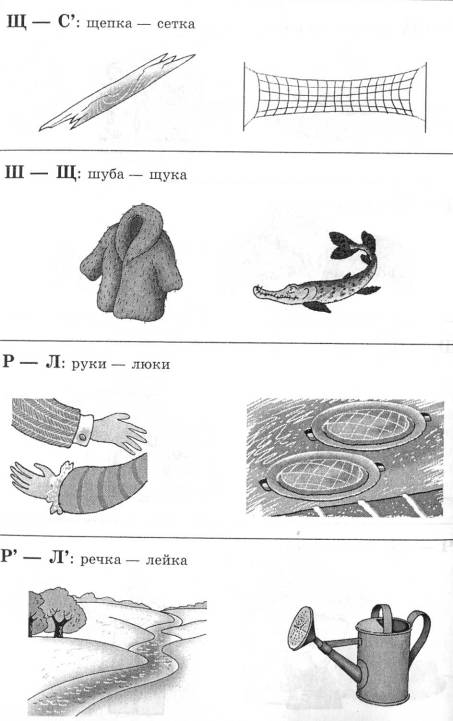 Щ — С’: щепка — сетка
Ш — Щ: шуба — щука
Р — Л: руки — люки
Р’ — Л’: речка — лейка